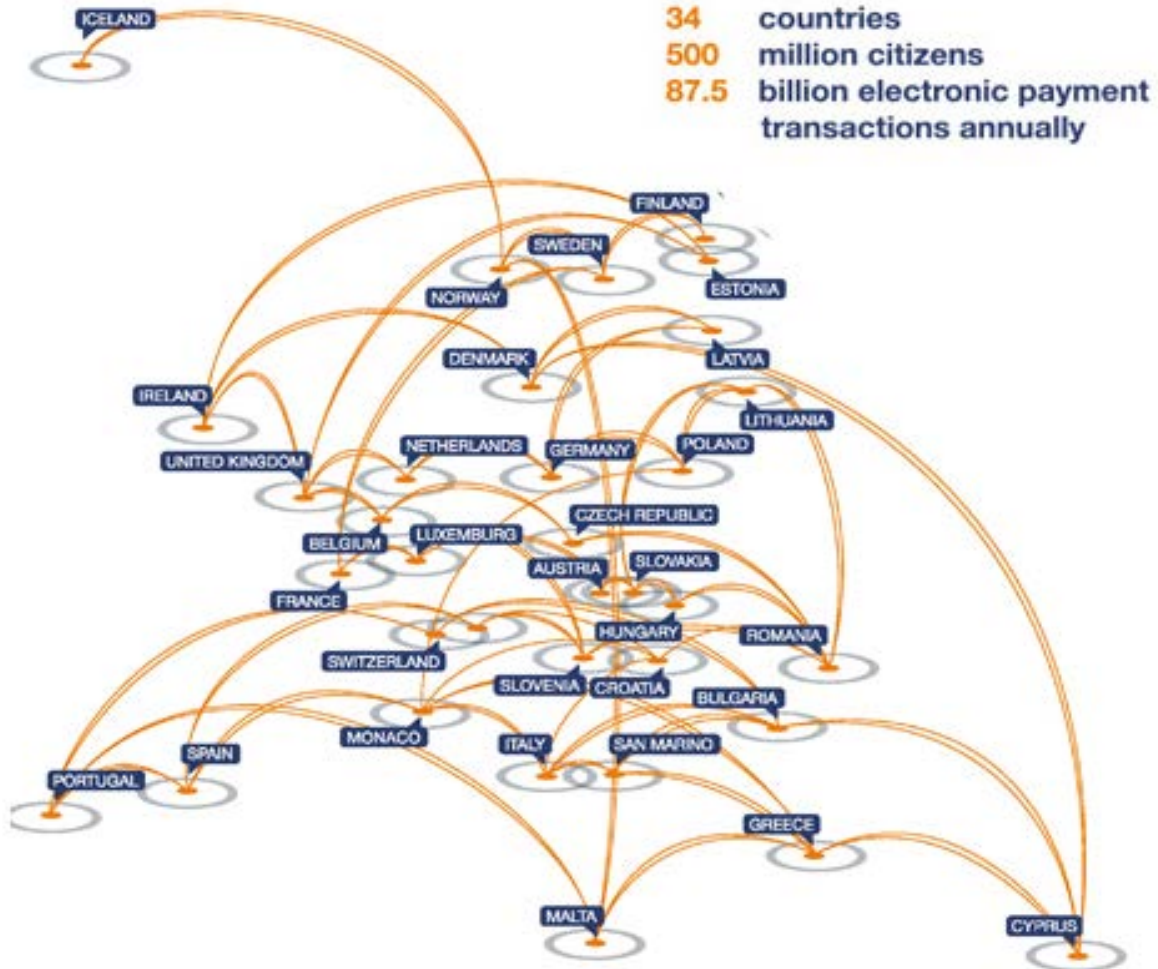 ICELAND
34 countries
500 million citizens
87.5 billion electronic payment
transactions annually
FINLAND
SWEDEN
NORWAY
ESTONIA
DENMARK
LATVIA
IRELAND
LITHUANIA
NETHERLANDS
GERMANY
POLAND
UNITED KINGDOM
CZECH REPUBLIC
BELGIUM
LUXEMBURG
AUSTRIA
SLOVAKIA
FRANCE
HUNGARY
ROMANIA
SWITZERLAND
SLOVENIA
CROATIA
BULGARIA
MONACO
ITALY
SAN MARINO
SPAIN
PORTUGAL
GREECE
MALTA
CYPRUS